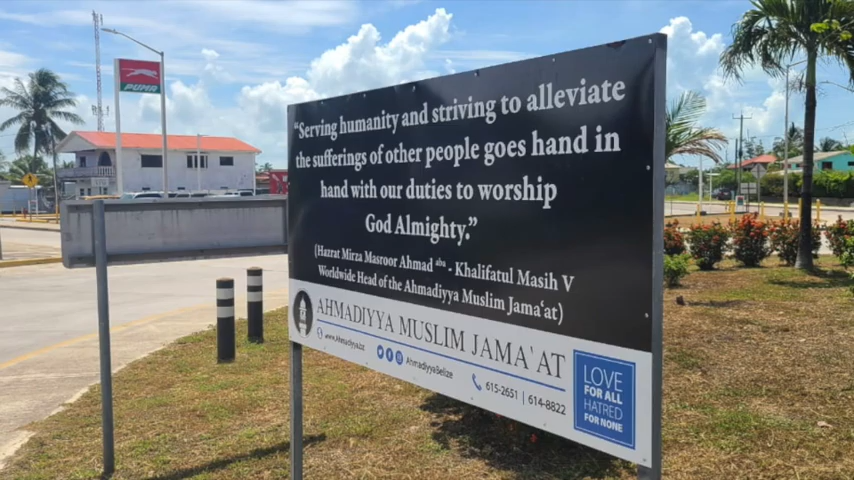 PUMA
"Serving humanity and striving to alleviate
the sufferings of other people goes hand in
hand with our duties to worship
God Almighty."
(Hazrat Mirza Masroor Ahmad aba - Khalifatul Masih V
Worldwide Head of the Ahmadiyya Muslim Jama'at)
AHMADIYYA MUSLIM JAMA'AT
www.Ahmadiyya.bz
AhmadiyyaBelize
615-2651 | 614-8822
LOVE
FOR ALL
HATRED
FOR NONE